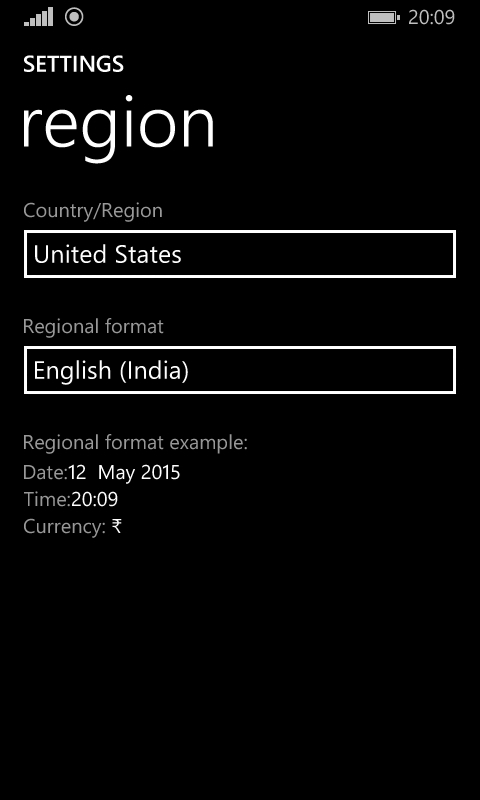 20:09
SETTINGS
region
Country/Region
United States
Regional format
English (India)
Regional format example:
Date:12  May 2015
Time:20:09
Currency: ₹